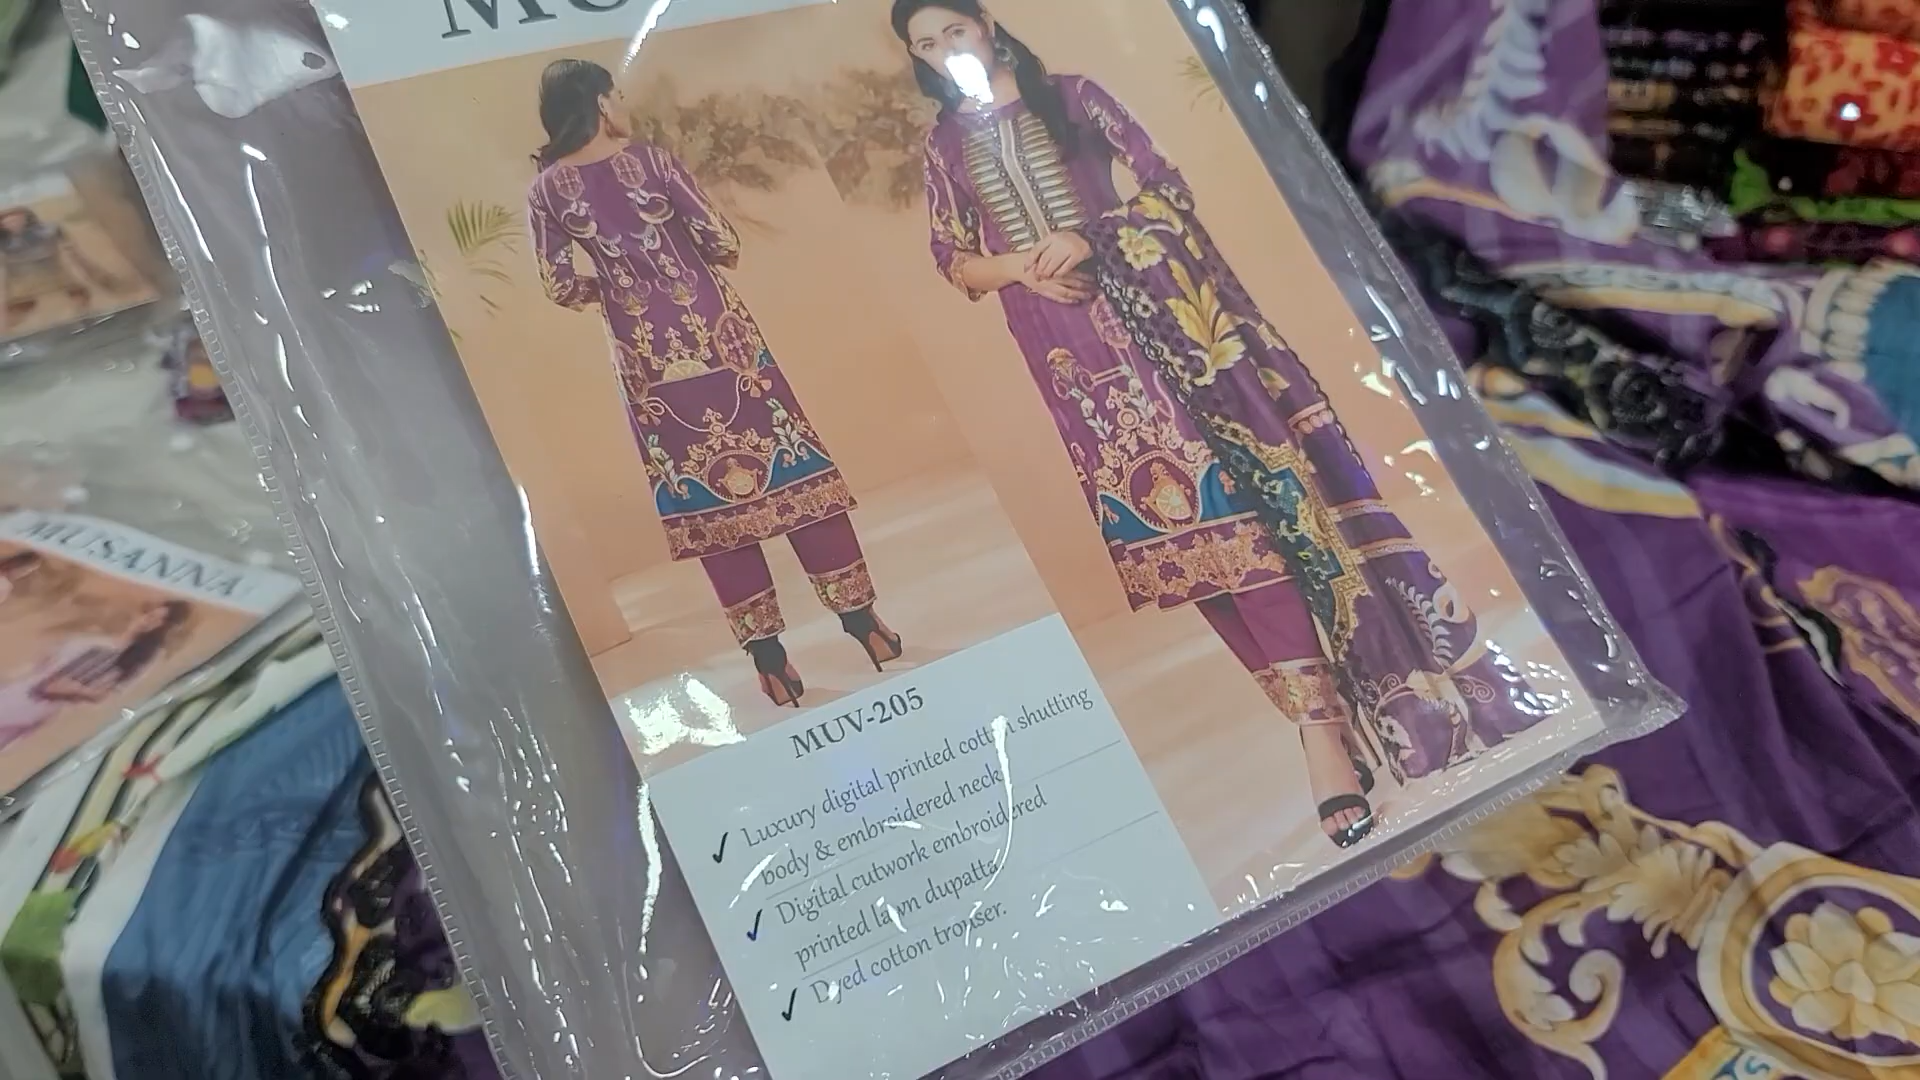 MUSANNA
MUV-205
✓ Luxury digital printed cotton shutting
body & embroidered neck
✓ Digital cutwork embroidered
printed lawn dupatta.
✓ Dyed cotton trouser.